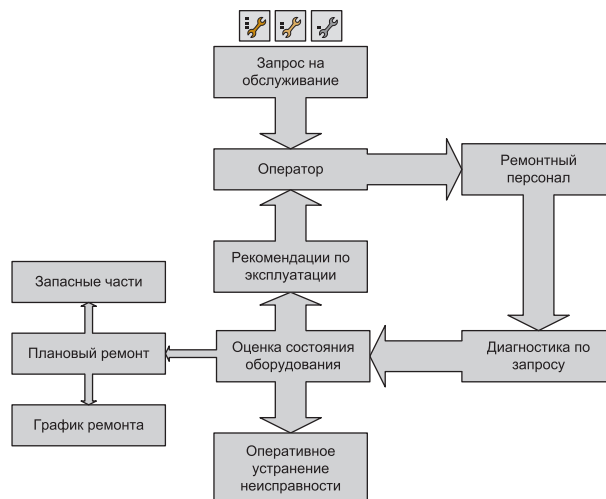 Запрос на
обслуживание
Оператор
Ремонтный
персонал
Рекомендации по
эксплуатации
Запасные части
Плановый ремонт
Оценка состояния
оборудования
Диагностика по
запросу
График ремонта
Оперативное
устранение
неисправности